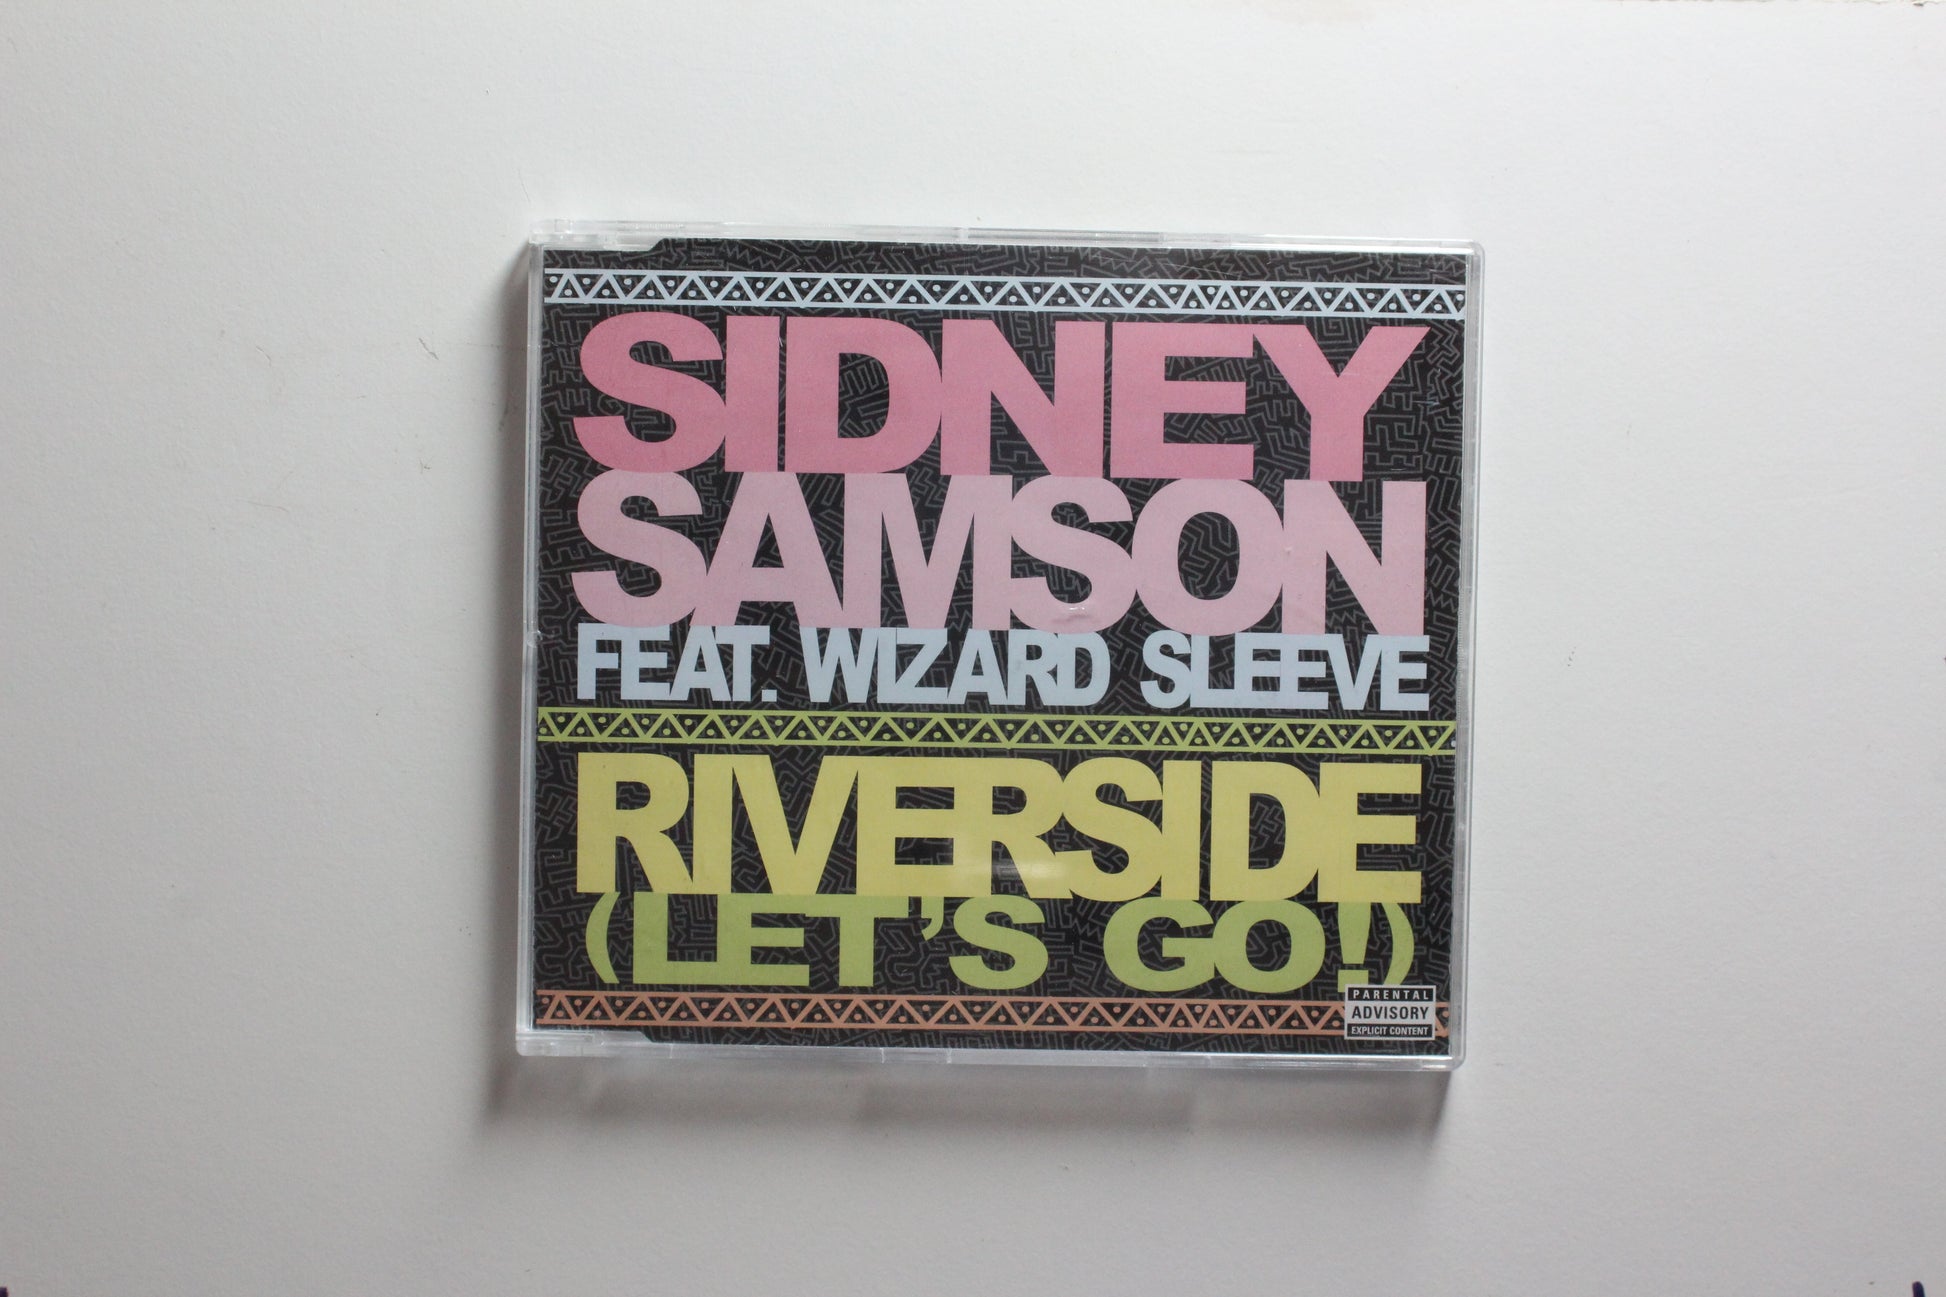 SIDNEY
SAMSON
FEAT. WIZARD SLEEVE
RIVERSIDE
(LET'S GO!)
PARENTAL
ADVISORY
EXPLICIT CONTENT